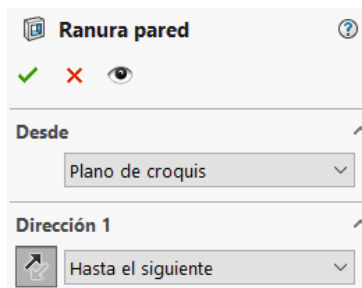 Ranura pared
Desde
Plano de croquis
Dirección 1
Hasta el siguiente